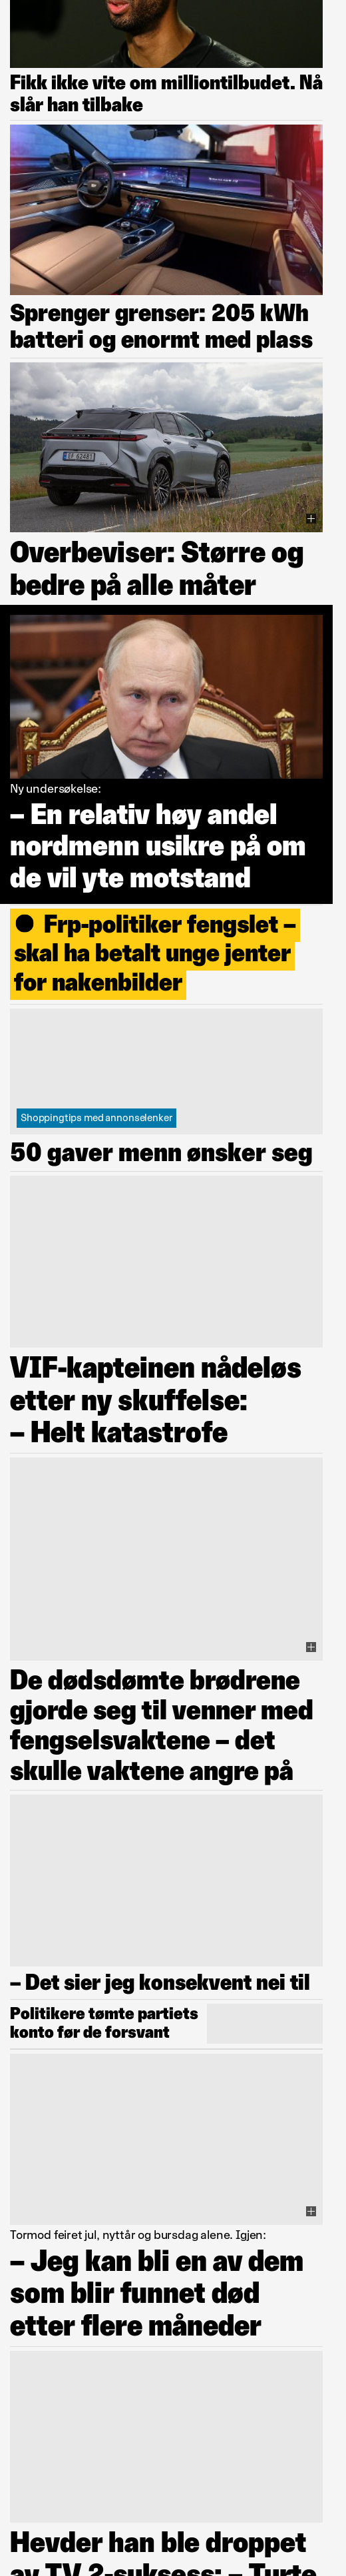 Fikk ikke vite om milliontilbudet. Nå
slår han tilbake
Sprenger grenser: 205 kWh
batteri og enormt med plass
Overbeviser: Større og
bedre på alle måter
Ny undersøkelse:
– En relativ høy andel
nordmenn usikre på om
de vil yte motstand
Frp-politiker fengslet –
skal ha betalt unge jenter
for nakenbilder
Shoppingtips med annonselenker
50 gaver menn ønsker seg
VIF-kapteinen nådeløs
etter ny skuffelse:
– Helt katastrofe
De dødsdømte brødrene
gjorde seg til venner med
fengselsvaktene – det
skulle vaktene angre på
– Det sier jeg konsekvent nei til
Politikere tømte partiets
konto før de forsvant
Tormod feiret jul, nyttår og bursdag alene. Igjen:
– Jeg kan bli en av dem
som blir funnet død
etter flere måneder
Hevder han ble droppet
av TV 2-suksess: – Turte